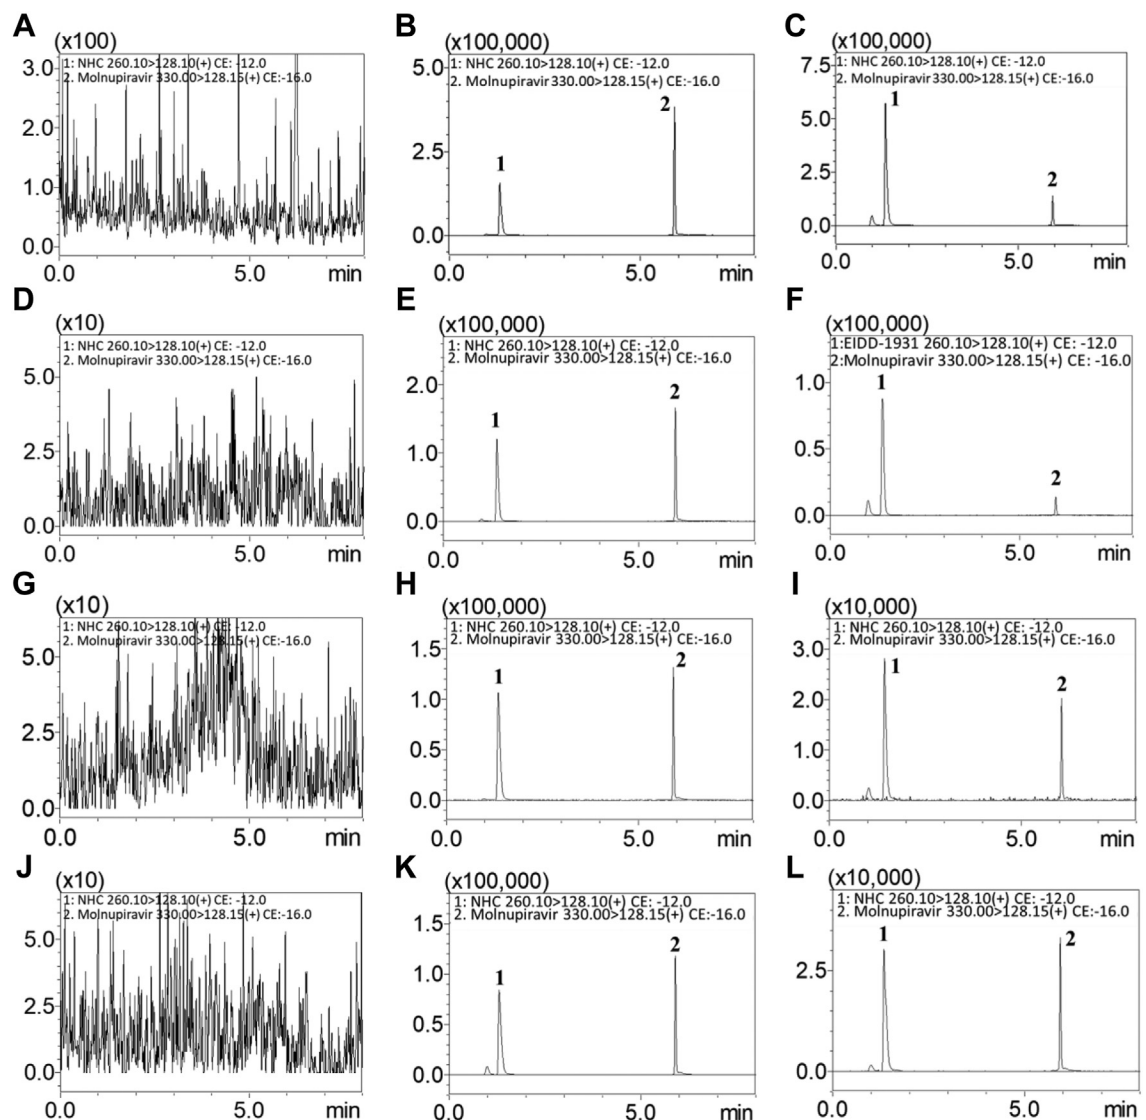 A
(x100)
1: NHC 260.10>128.10(+) CE: -12.0
2. Molnupiravir 330.00>128.15(+) CE:-16.0
3.0
2.0
1.0
0.0
0.0 5.0 min
B
(x100,000)
1: NHC 260.10>128.10(+) CE: -12.0
2. Molnupiravir 330.00>128.15(+) CE:-16.0
5.0
2.5
0.0
1
2
0.0 5.0 min
C
(x100,000)
1: NHC 260.10>128.10(+) CE: -12.0
2. Molnupiravir 330.00>128.15(+) CE:-16.0
7.5
5.0
2.5
0.0
1
2
0.0 5.0 min
D
(x10)
1: NHC 260.10>128.10(+) CE: -12.0
2. Molnupiravir 330.00>128.15(+) CE:-16.0
5.0
2.5
0.0
0.0 5.0 min
E
(x100,000)
1: NHC 260.10>128.10(+) CE: -12.0
2. Molnupiravir 330.00>128.15(+) CE:-16.0
2.0
1.0
0.0
1
2
0.0 5.0 min
F
(x100,000)
1:EIDD-1931 260.10>128.10(+) CE: -12.0
2:Molnupiravir 330.00>128.15(+) CE:-16.0
1.0
0.5
0.0
1
2
0.0 5.0 min
G
(x10)
1: NHC 260.10>128.10(+) CE: -12.0
2. Molnupiravir 330.00>128.15(+) CE:-16.0
5.0
2.5
0.0
0.0 5.0 min
H
(x100,000)
1: NHC 260.10>128.10(+) CE: -12.0
2. Molnupiravir 330.00>128.15(+) CE:-16.0
1.5
1.0
0.5
0.0
1
2
0.0 5.0 min
I
(x10,000)
1: NHC 260.10>128.10(+) CE: -12.0
2. Molnupiravir 330.00>128.15(+) CE:-16.0
3.0
2.0
1.0
0.0
1
2
0.0 5.0 min
J
(x10)
1: NHC 260.10>128.10(+) CE: -12.0
2. Molnupiravir 330.00>128.15(+) CE:-16.0
5.0
2.5
0.0
0.0 5.0 min
K
(x100,000)
1: NHC 260.10>128.10(+) CE: -12.0
2. Molnupiravir 330.00>128.15(+) CE:-16.0
1.5
1.0
0.5
0.0
1
2
0.0 5.0 min
L
(x10,000)
1: NHC 260.10>128.10(+) CE: -12.0
2. Molnupiravir 330.00>128.15(+) CE:-16.0
2.5
0.0
1
2
0.0 5.0 min